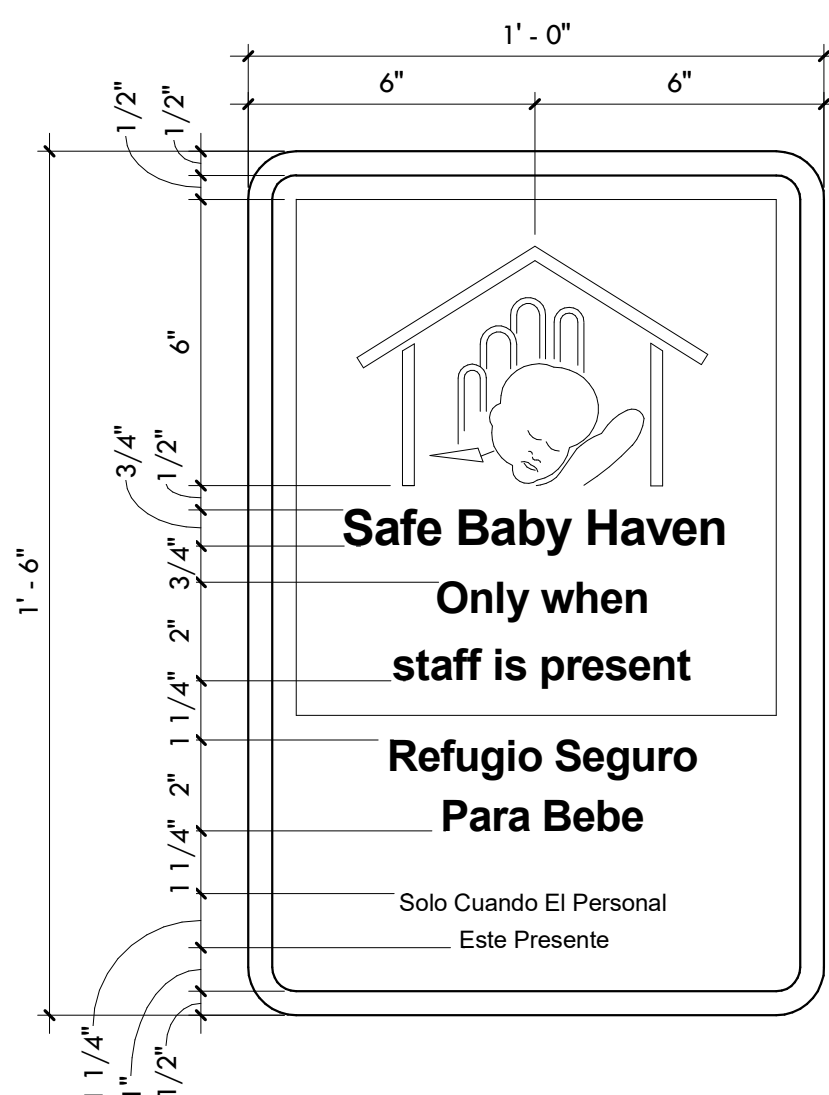 1' - 0"
6" 6"
1/2"
1/2"
6"
3/4"
1/2"
1' - 6"
3/4"
2"
1 1/4"
2"
1 1/4"
1 1/4"
1"
1/2"
Safe Baby Haven
Only when
staff is present
Refugio Seguro
Para Bebe
Solo Cuando El Personal
Este Presente